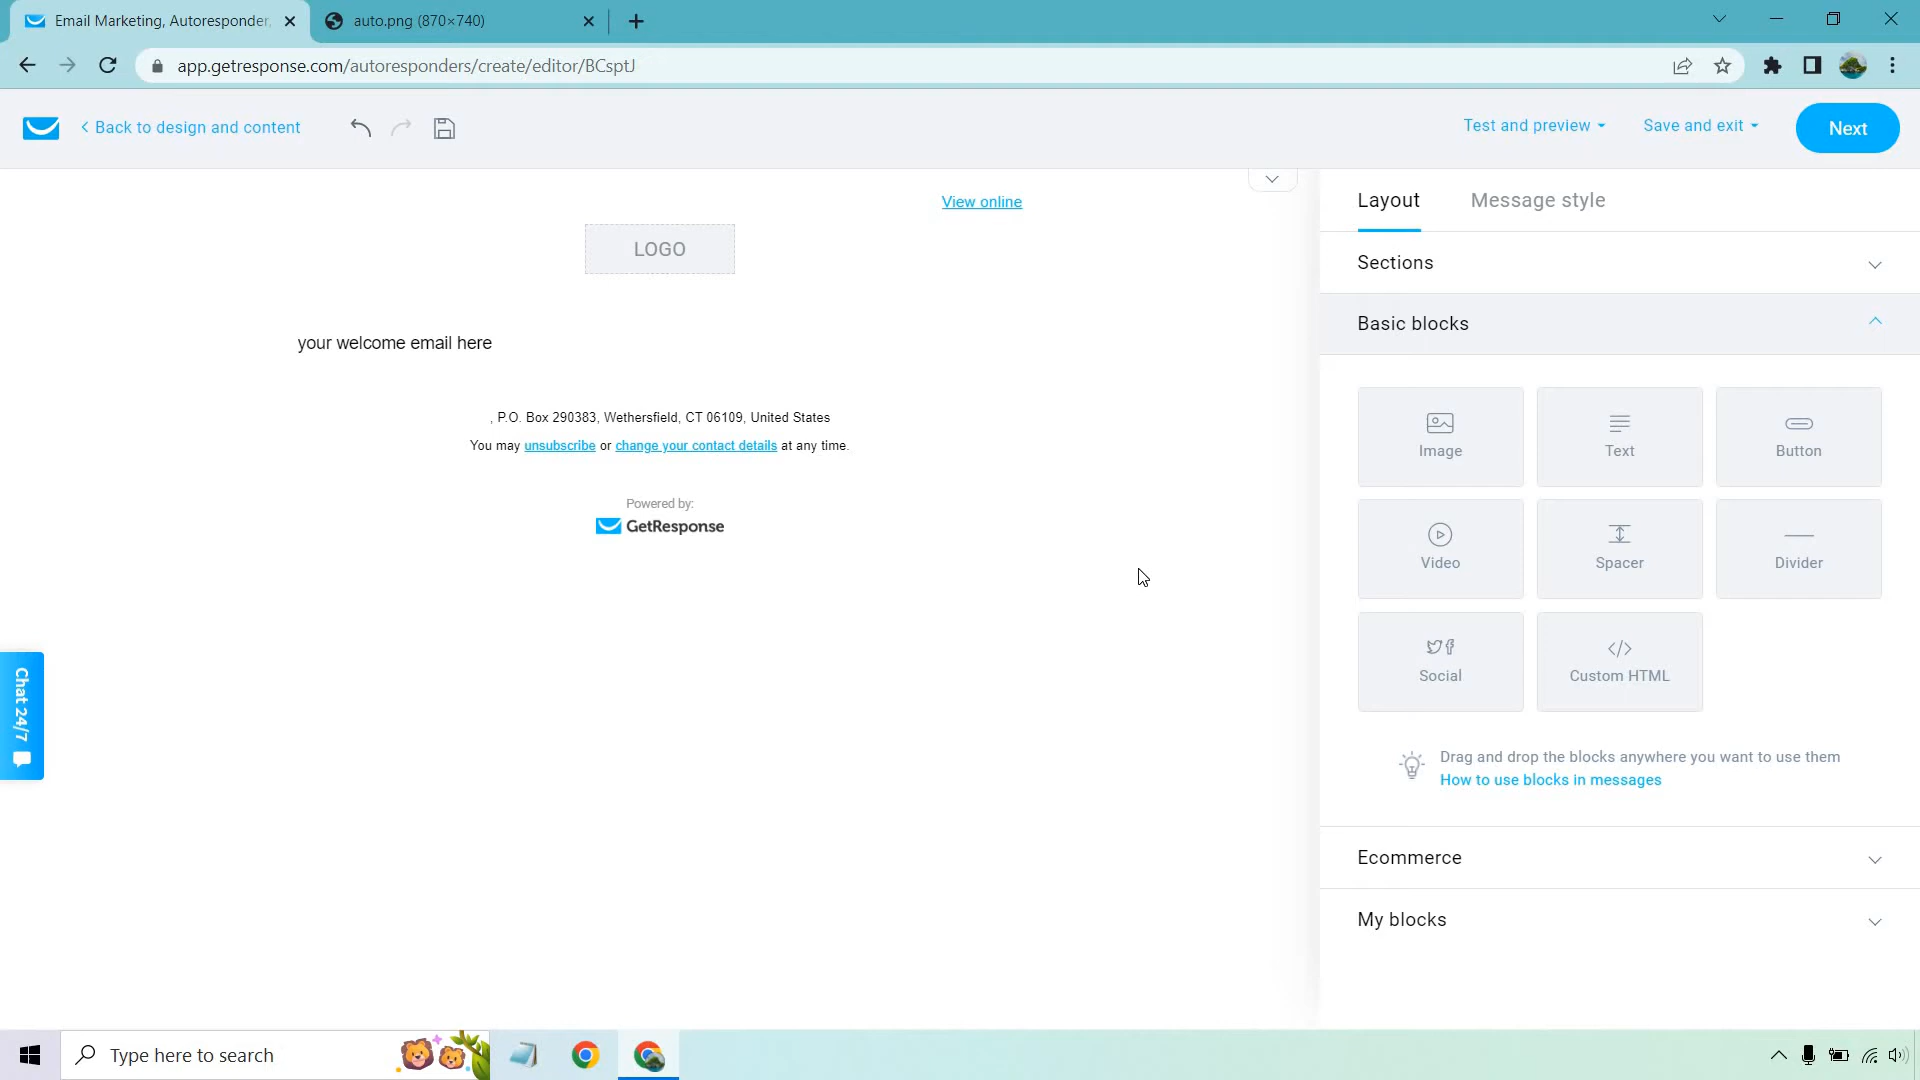 Email Marketing, Autoresponder,
auto.png (870×740)
app.getresponse.com/autoresponders/create/editor/BCsptJ
Back to design and content
Test and preview
Save and exit
Next
View online
LOGO
your welcome email here
, P.O. Box 290383, Wethersfield, CT 06109, United States
You may unsubscribe or change your contact details at any time.
Powered by:
GetResponse
Chat 24/7
Layout
Message style
Sections
Basic blocks
Image
Text
Button
Video
Spacer
Divider
Social
Custom HTML
Drag and drop the blocks anywhere you want to use them
How to use blocks in messages
Ecommerce
My blocks
Type here to search